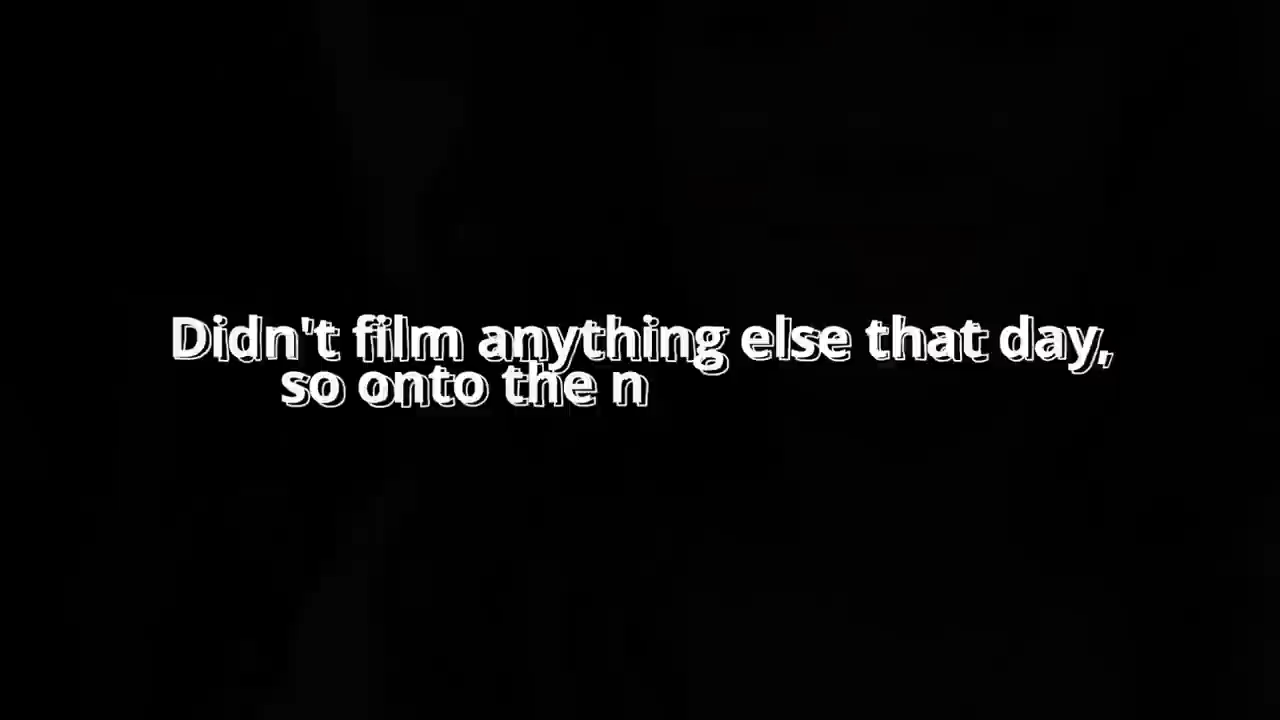 Didn't film anything else that day,
so onto the n